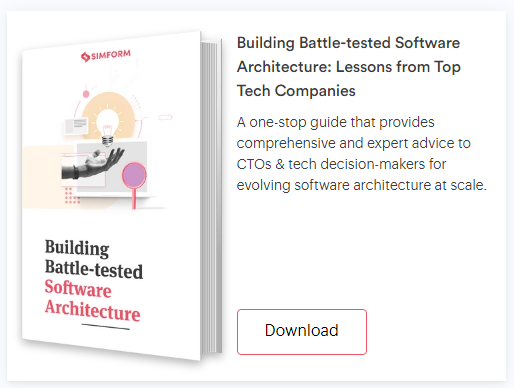 SIMFORM
Building
Battle-tested
Software
Architecture
Building Battle-tested Software
Architecture: Lessons from Top
Tech Companies
A one-stop guide that provides
comprehensive and expert advice to
CTOs & tech decision-makers for
evolving software architecture at scale.
Download